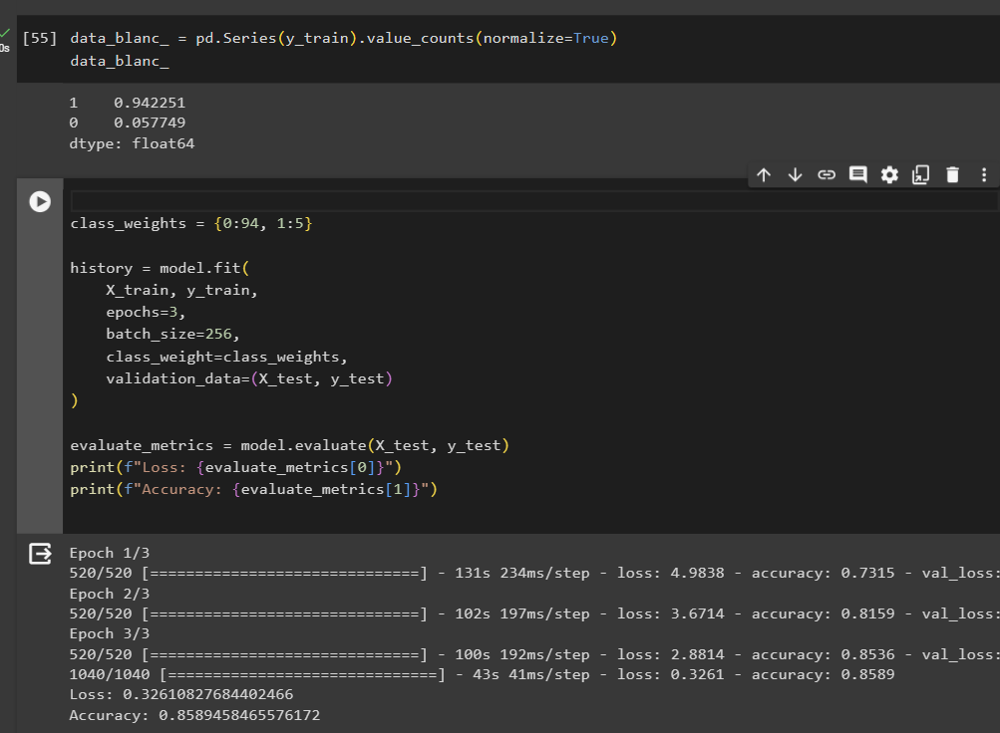 [55] data_blanc_ = pd.Series(y_train).value_counts(normalize=True)
0s
data_blanc_
1    0.942251
0    0.057749
dtype: float64
class_weights = {0:94, 1:5}
history = model.fit(
    X_train, y_train,
    epochs=3,
    batch_size=256,
    class_weight=class_weights,
    validation_data=(X_test, y_test)
)
evaluate_metrics = model.evaluate(X_test, y_test)
print(f"Loss: {evaluate_metrics[0]}")
print(f"Accuracy: {evaluate_metrics[1]}")
Epoch 1/3
520/520 [==============================] - 131s 234ms/step - loss: 4.9838 - accuracy: 0.7315 - val_loss:
Epoch 2/3
520/520 [==============================] - 102s 197ms/step - loss: 3.6714 - accuracy: 0.8159 - val_loss:
Epoch 3/3
520/520 [==============================] - 100s 192ms/step - loss: 2.8814 - accuracy: 0.8536 - val_loss:
1040/1040 [==============================] - 43s 41ms/step - loss: 0.3261 - accuracy: 0.8589
Loss: 0.32610827684402466
Accuracy: 0.8589458465576172